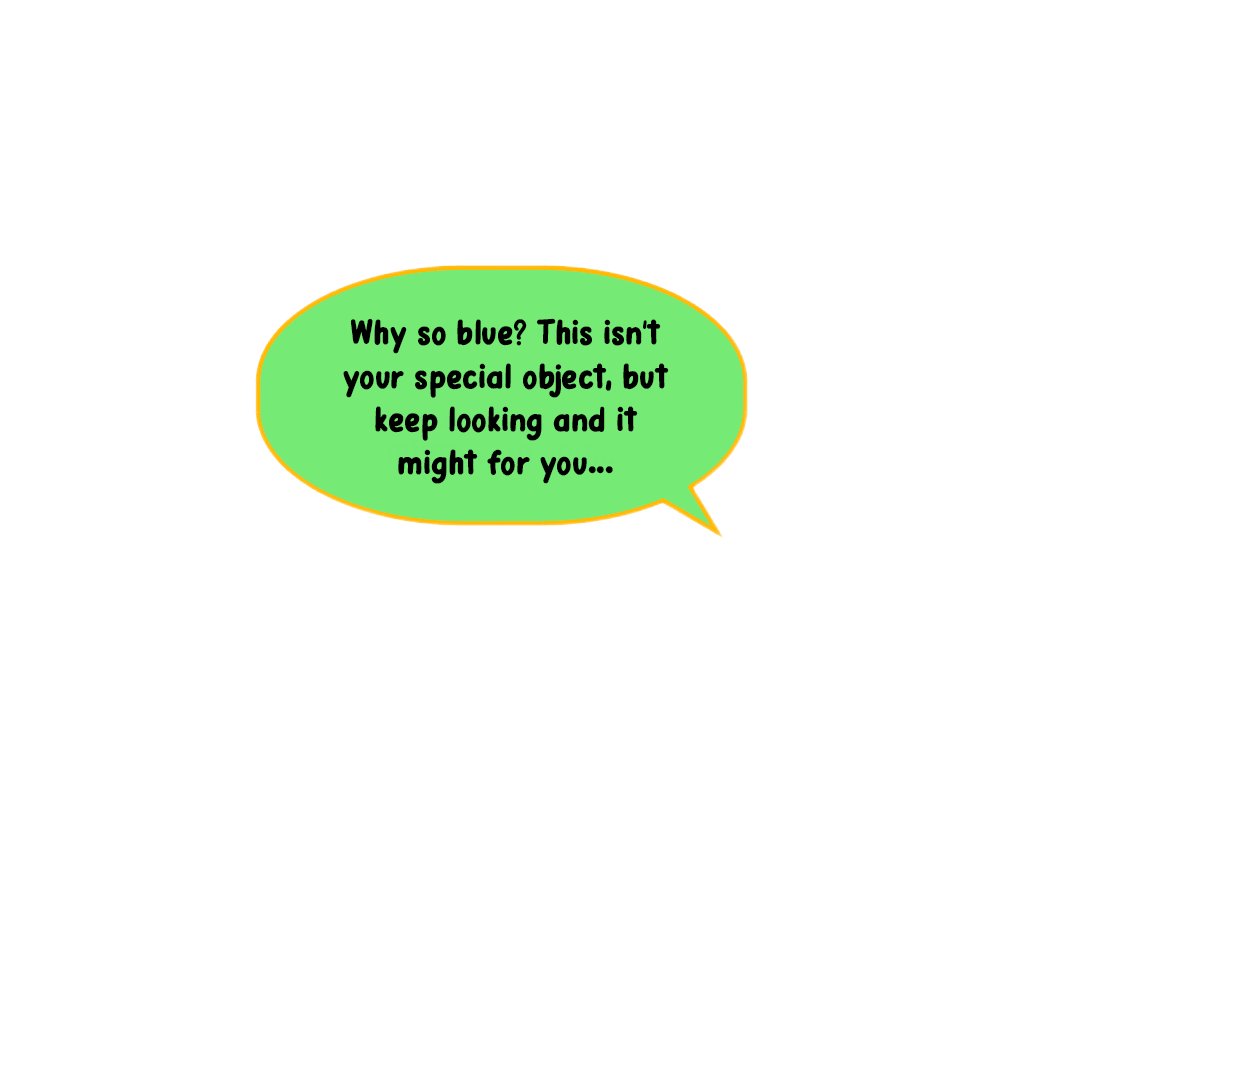 Why so blue? This isn't
your special object, but
keep looking and it
might for you...